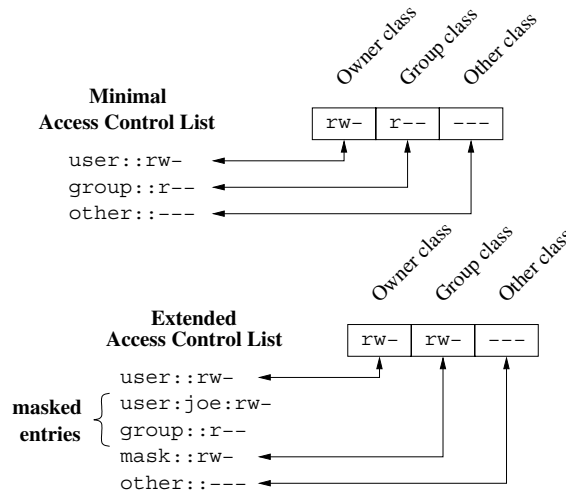 Owner class
Group class
Other class
Minimal
Access Control List
rw- r-- ---
user::rw-
group::r--
other::---
Owner class
Group class
Other class
Extended
Access Control List
rw- rw- ---
user::rw-
masked
entries
user:joe:rw-
group::r--
mask::rw-
other::---